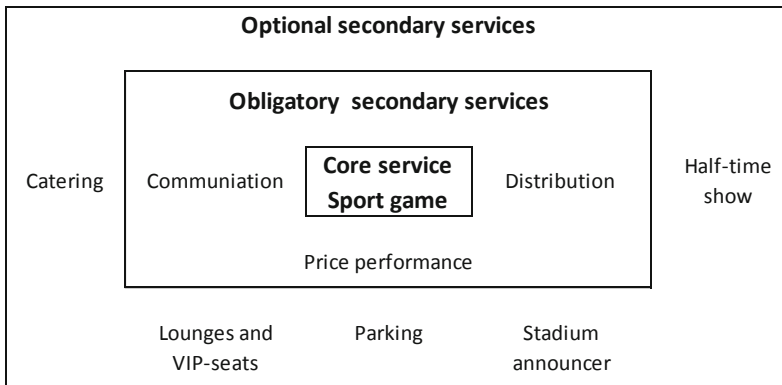 Optional secondary services
Obligatory secondary services
Catering
Communiation
Core service
Sport game
Distribution
Half-time
show
Price performance
Lounges and
VIP-seats
Parking
Stadium
announcer